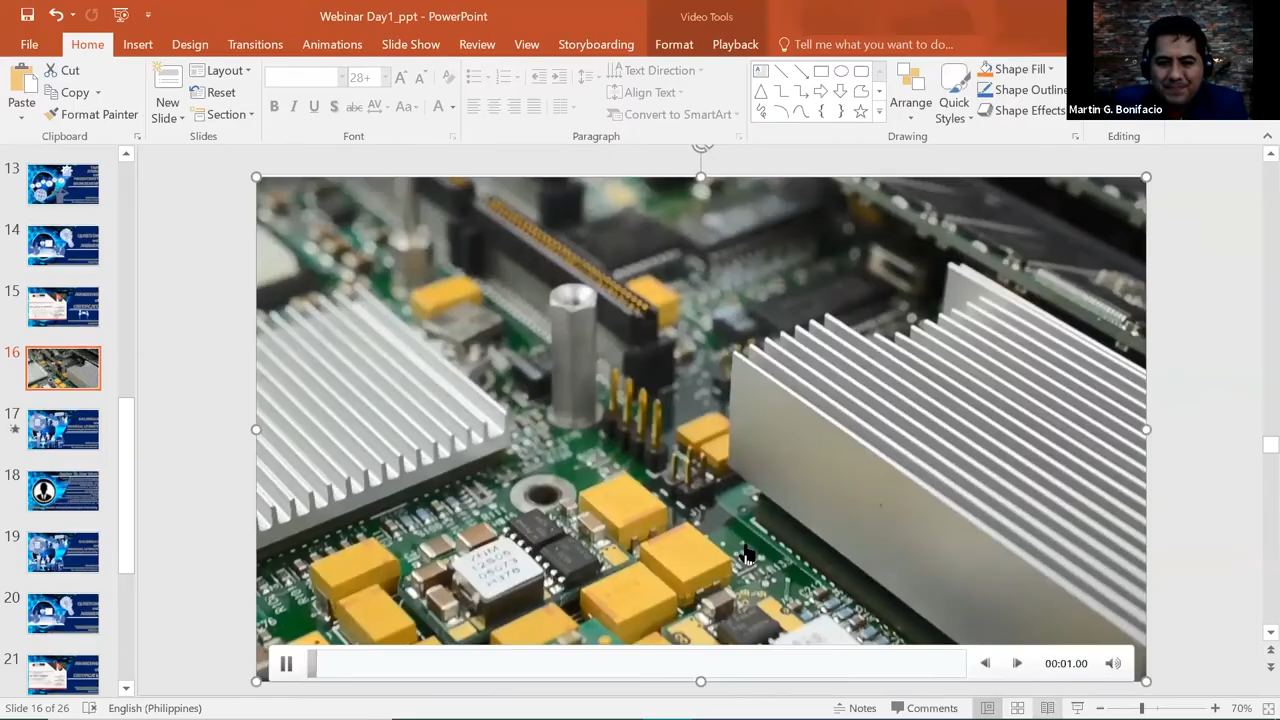 Webinar Day1_ppt - PowerPoint
Video Tools
File
Home
Insert
Design
Transitions
Animations
Slide Show
Review
View
Storyboarding
Format
Playback
Tell me what you want to do...
Martin G. Bonifacio
Paste
Cut
Copy
Format Painter
Clipboard
New
Slide
Layout
Reset
Section
Slides
28+
B I U S abc AV Aa A
Font
Text Direction
Align Text
Convert to SmartArt
Paragraph
Arrange
Quick
Styles
Shape Fill
Shape Outline
Shape Effects
Drawing
Editing
13
14
15
16
17
18
19
20
21
00:01.00
Slide 16 of 26
English (Philippines)
Notes
Comments
70%